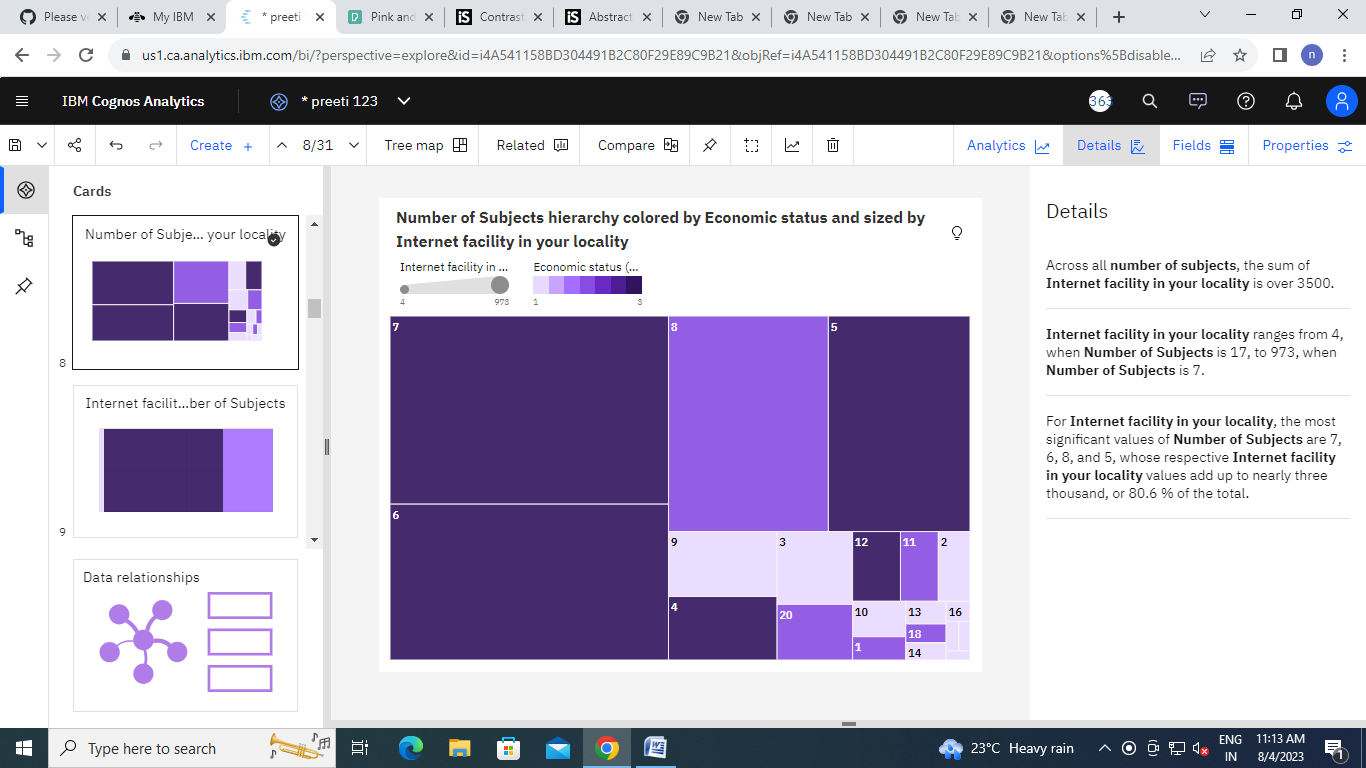 Please ve
My IBM
* preeti
Pink and
Contrast
Abstract
New Tab
New Tab
New Tab
New Tab
us1.ca.analytics.ibm.com/bi/?perspective=explore&id=i4A541158BD304491B2C80F29E89C9B21&objRef=i4A541158BD304491B2C80F29E89C9B21&options%5Bdisable...
n
IBM Cognos Analytics
* preeti 123
363
Create +
8/31
Tree map
Related
Compare
Analytics
Details
Fields
Properties
Cards
Number of Subje... your locality
8
Internet facilit...ber of Subjects
9
Data relationships
Number of Subjects hierarchy colored by Economic status and sized by
Internet facility in your locality
Internet facility in ...
Economic status (...
4
973
1
3
7
8
5
6
9
3
12
11
2
4
20
10
13
16
18
1
14
Details
Across all number of subjects, the sum of
Internet facility in your locality is over 3500.
Internet facility in your locality ranges from 4,
when Number of Subjects is 17, to 973, when
Number of Subjects is 7.
For Internet facility in your locality, the most
significant values of Number of Subjects are 7,
6, 8, and 5, whose respective Internet facility
in your locality values add up to nearly three
thousand, or 80.6 % of the total.
Type here to search
23°C Heavy rain
ENG
IN
11:13 AM
8/4/2023
1